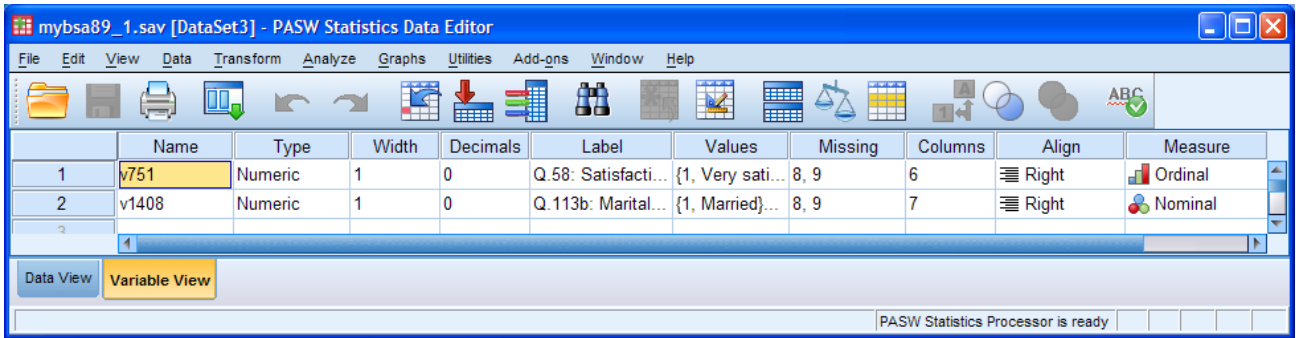 mybsa89_1.sav [DataSet3] - PASW Statistics Data Editor
File Edit View Data Transform Analyze Graphs Utilities Add-ons Window Help
A
1
ABC
Name Type Width Decimals Label Values Missing Columns Align Measure
1 v751 Numeric 1 0 Q.58: Satisfacti... {1, Very sati... 8, 9 6 Right Ordinal
2 v1408 Numeric 1 0 Q.113b: Marital... {1, Married}... 8, 9 7 Right Nominal
3
Data View Variable View
PASW Statistics Processor is ready